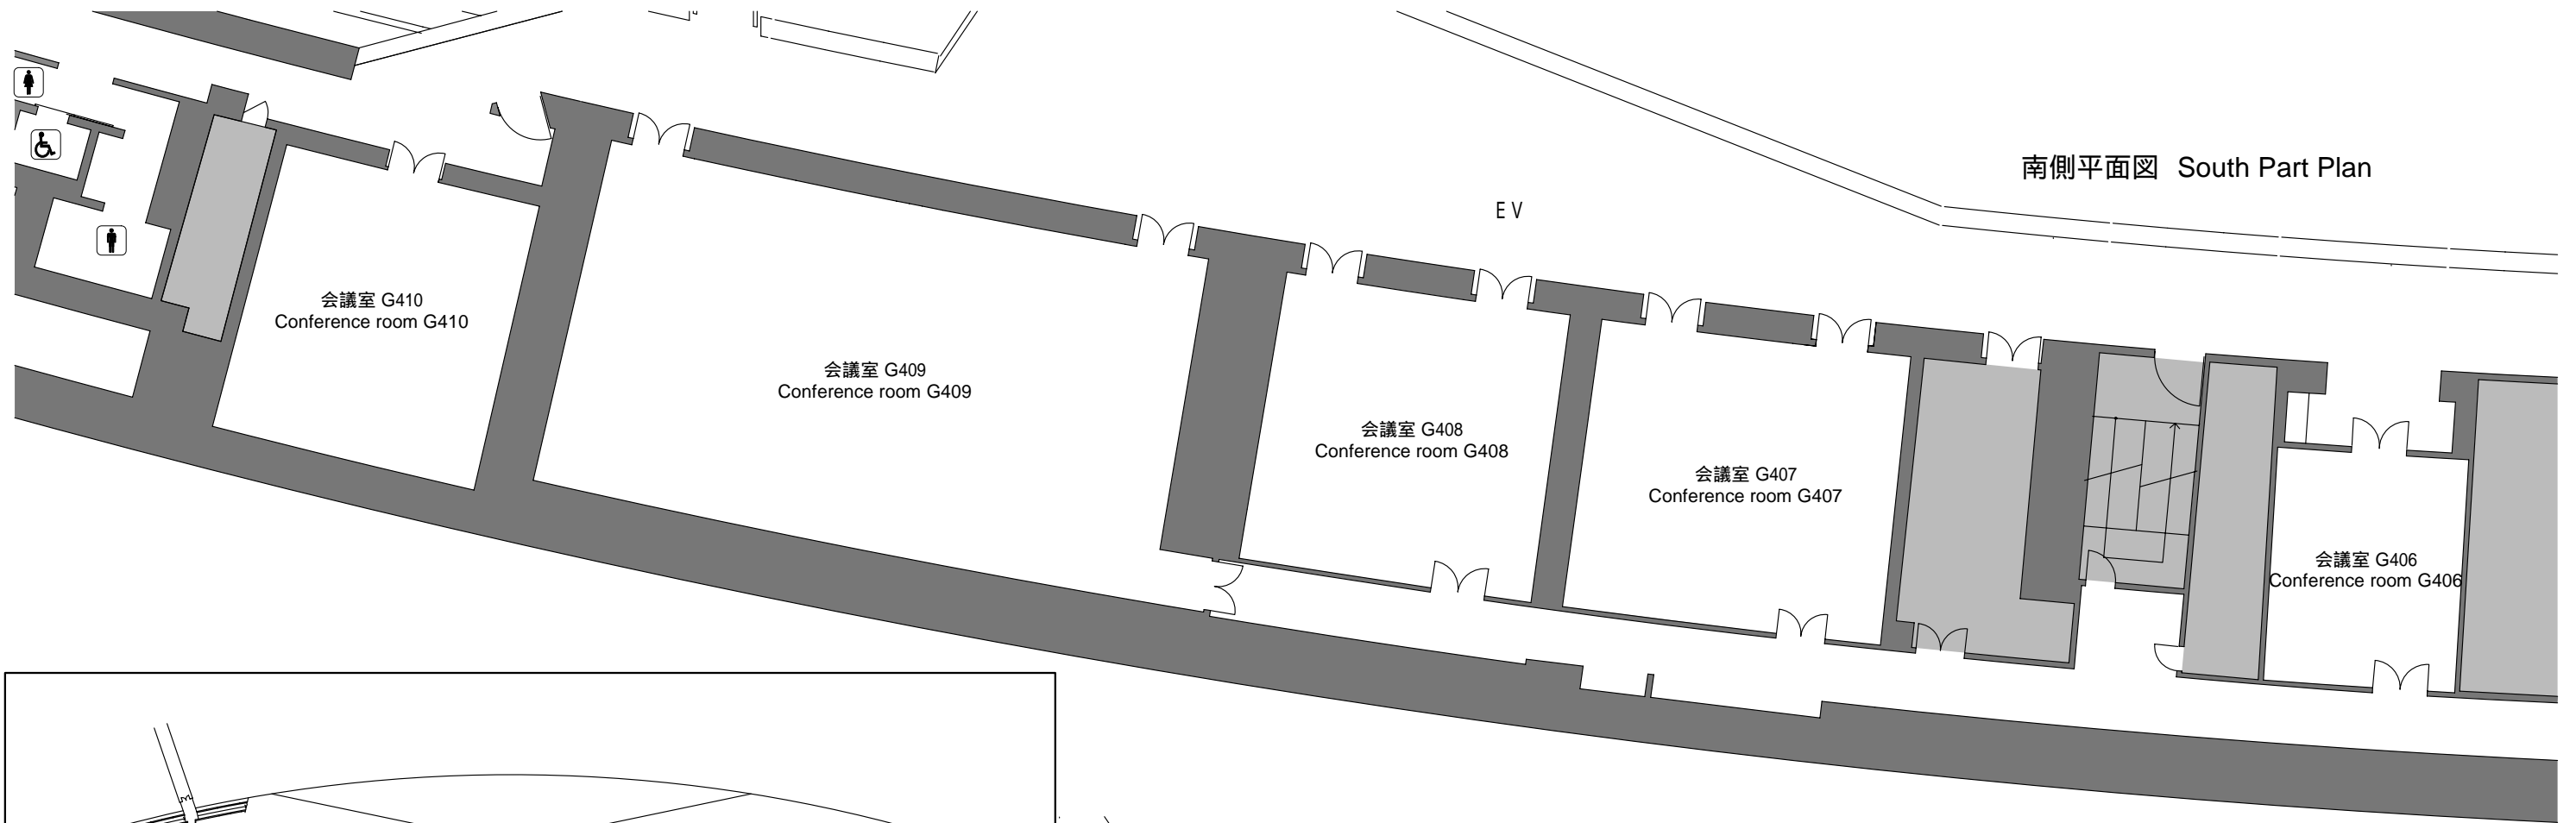 南側平面図 South Part Plan
EV
会議室 G410
Conference room G410
会議室 G409
Conference room G409
会議室 G408
Conference room G408
会議室 G407
Conference room G407
会議室 G406
Conference room G406